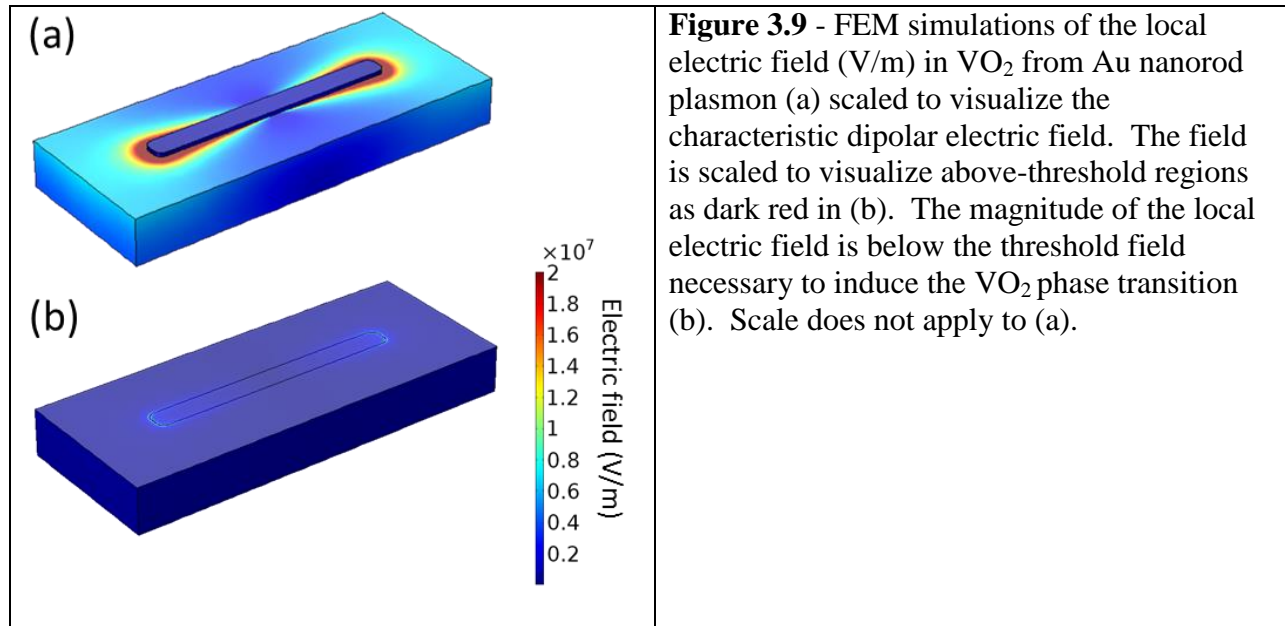 (a)
(b)
×10⁷
2
1.8
1.6
1.4
1.2
1
0.8
0.6
0.4
0.2
Electric field (V/m)
Figure 3.9 - FEM simulations of the local
electric field (V/m) in VO₂ from Au nanorod
plasmon (a) scaled to visualize the
characteristic dipolar electric field.  The field
is scaled to visualize above-threshold regions
as dark red in (b).  The magnitude of the local
electric field is below the threshold field
necessary to induce the VO₂ phase transition
(b).  Scale does not apply to (a).